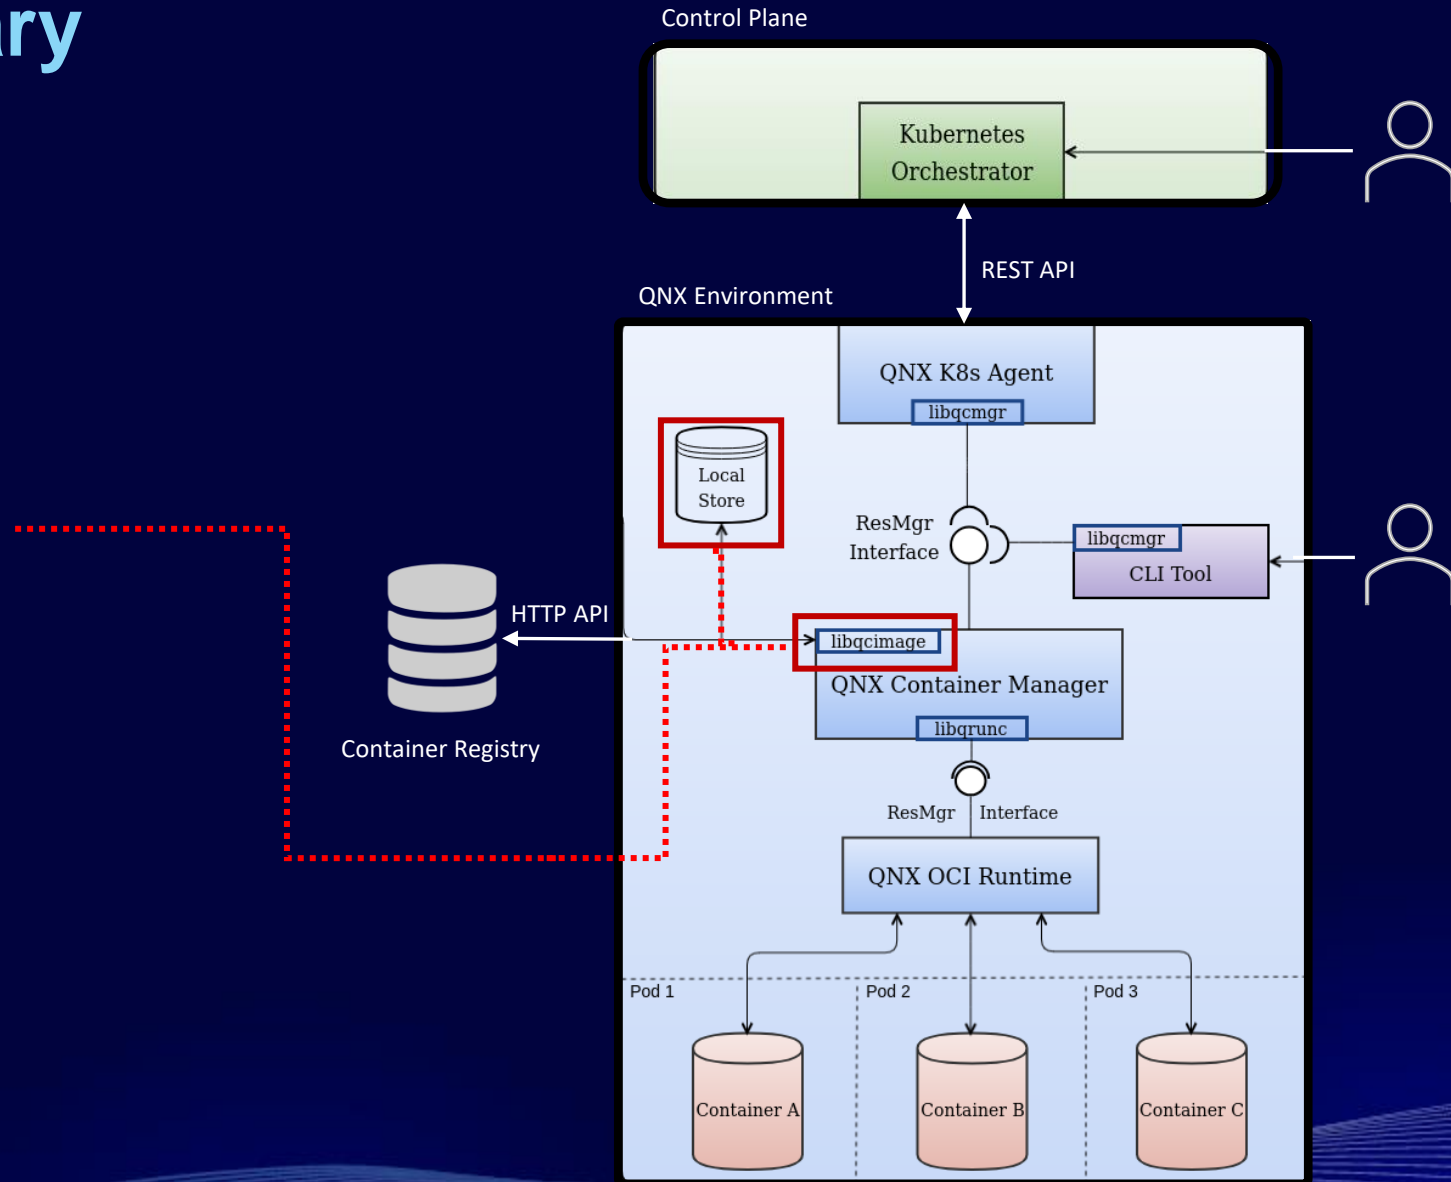 ary
Control Plane
Kubernetes
Orchestrator
REST API
QNX Environment
QNX K8s Agent
libqcmgr
Local
Store
ResMgr
Interface
libqcmgr
CLI Tool
HTTP API
libqcimage
QNX Container Manager
libqrunc
Container Registry
ResMgr Interface
QNX OCI Runtime
Pod 1
Pod 2
Pod 3
Container A
Container B
Container C